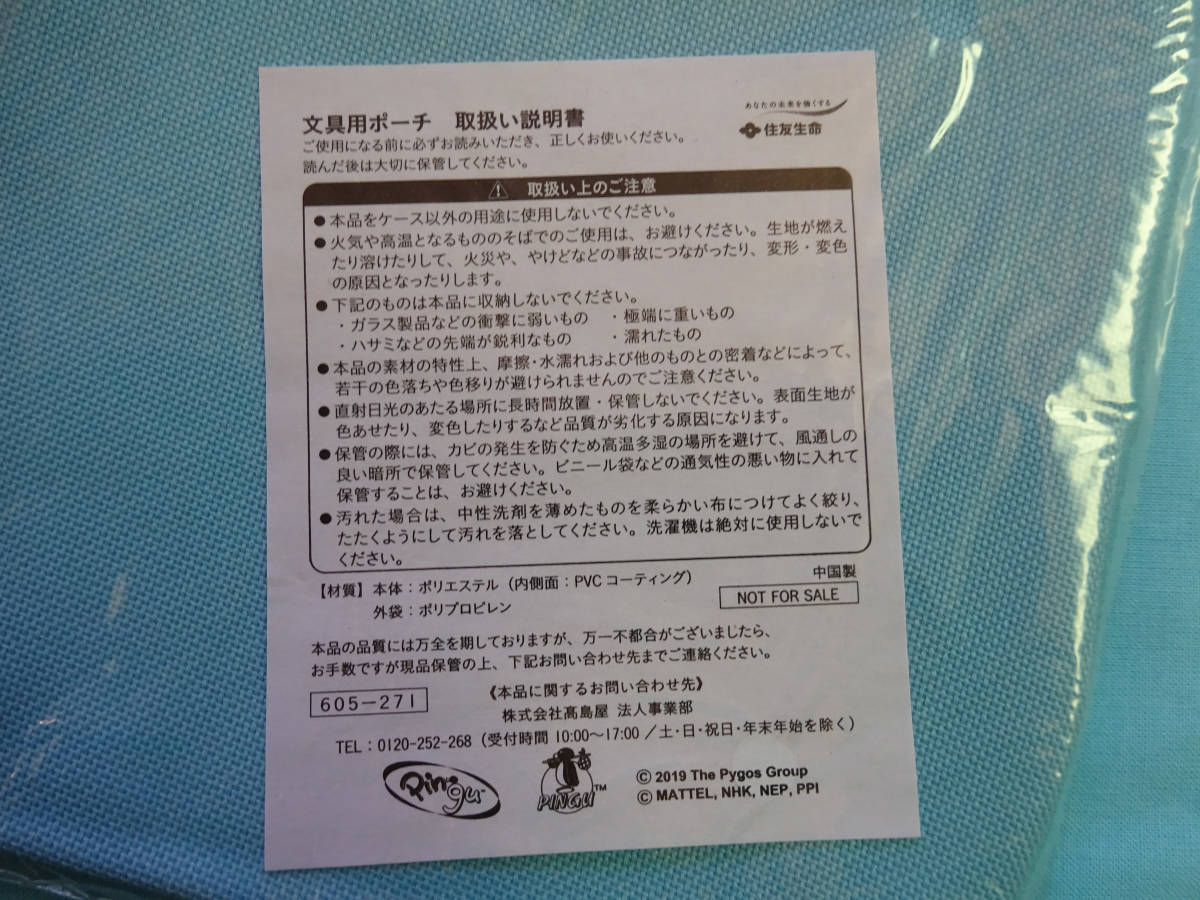 文具用ポーチ　取扱い説明書
あなたの未来を強くする
住友生命
ご使用になる前に必ずお読みいただき、正しくお使いください。
読んだ後は大切に保管してください。
⚠ 取扱い上のご注意
●本品をケース以外の用途に使用しないでください。
●火気や高温となるもののそばでのご使用は、お避けください。生地が燃え
たり溶けたりして、火災や、やけどなどの事故につながったり、変形・変色
の原因となったりします。
●下記のものは本品に収納しないでください。
・ガラス製品などの衝撃に弱いもの　・極端に重いもの
・ハサミなどの先端が鋭利なもの　・濡れたもの
●本品の素材の特性上、摩擦・水濡れおよび他のものとの密着などによって、
若干の色落ちや色移りが避けられませんのでご注意ください。
●直射日光のあたる場所に長時間放置・保管しないでください。表面生地が
色あせたり、変色したりするなど品質が劣化する原因になります。
●保管の際には、カビの発生を防ぐため高温多湿の場所を避けて、風通しの
良い暗所で保管してください。ビニール袋などの通気性の悪い物に入れて
保管することは、お避けください。
●汚れた場合は、中性洗剤を薄めたものを柔らかい布につけてよく絞り、
たたくようにして汚れを落としてください。洗濯機は絶対に使用しないで
ください。
【材質】本体：ポリエステル（内側面：PVCコーティング）
中国製
外袋：ポリプロピレン
NOT FOR SALE
本品の品質には万全を期しておりますが、万一不都合がございましたら、
お手数ですが現品保管の上、下記お問い合わせ先までご連絡ください。
605-271
《本品に関するお問い合わせ先》
株式会社髙島屋 法人事業部
TEL：0120-252-268（受付時間 10:00～17:00 ／土・日・祝日・年末年始を除く）
Pingu
PINGU™
© 2019 The Pygos Group
© MATTEL, NHK, NEP, PPI